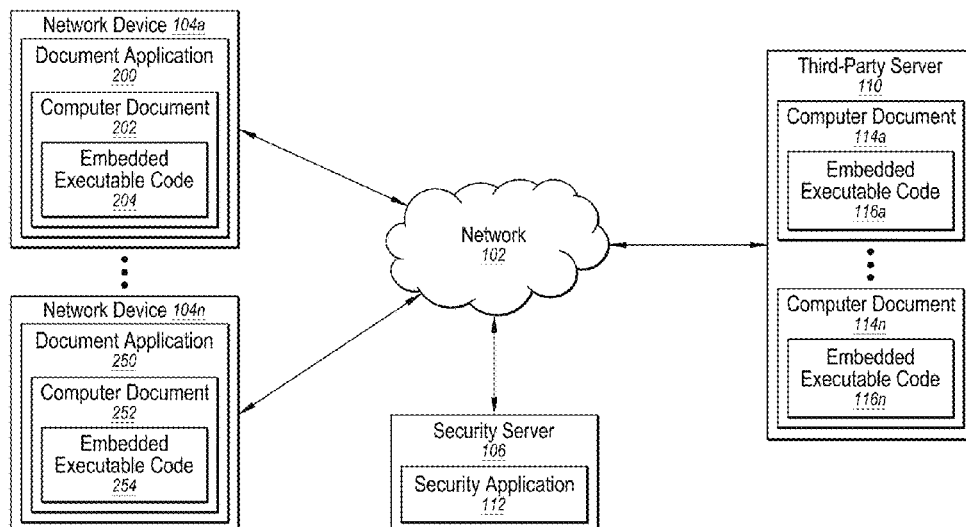 Network Device 104a
Document Application
200
Computer Document
202
Embedded
Executable Code
204
Network Device 104n
Document Application
250
Computer Document
252
Embedded
Executable Code
254
Network
102
Security Server
106
Security Application
112
Third-Party Server
110
Computer Document
114a
Embedded
Executable Code
116a
Computer Document
114n
Embedded
Executable Code
116n